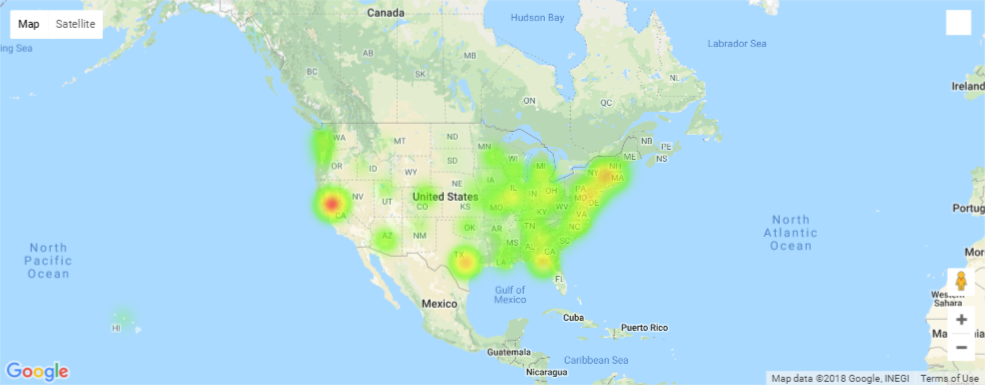 Canada
Hudson Bay
Map Satellite
Labrador Sea
ing Sea
AB
MB
BC
SK
NL
Ireland
ON
QC
WA
MT
ND
NB
PE
MN
ME
NS
OR
ID
SD
WI
MI
NH
NY
WY
IA
MA
NV
NE
IL
IN
OH
PA
MD
DE
United States
UT
CO
KS
MO
WV
KY
VA
CA
Portug
AZ
NM
OK
AR
TN
NC
SC
North
Atlantic
Ocean
North
Pacific
Ocean
TX
MS
GA
LA
FL
Mor
Gulf of
Mexico
Western
Sahara
Mexico
Cuba
Puerto Rico
HI
Ma
ia
Guatemala
Caribbean Sea
Nicaragua
Google
Map data ©2018 Google, INEGI Terms of Use